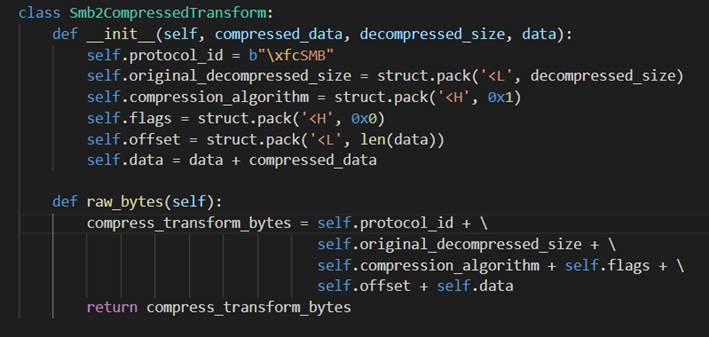 class Smb2CompressedTransform:
    def __init__(self, compressed_data, decompressed_size, data):
        self.protocol_id = b"\xfcSMB"
        self.original_decompressed_size = struct.pack('<L', decompressed_size)
        self.compression_algorithm = struct.pack('<H', 0x1)
        self.flags = struct.pack('<H', 0x0)
        self.offset = struct.pack('<L', len(data))
        self.data = data + compressed_data

    def raw_bytes(self):
        compress_transform_bytes = self.protocol_id + \
                                   self.original_decompressed_size + \
                                   self.compression_algorithm + self.flags + \
                                   self.offset + self.data
        return compress_transform_bytes